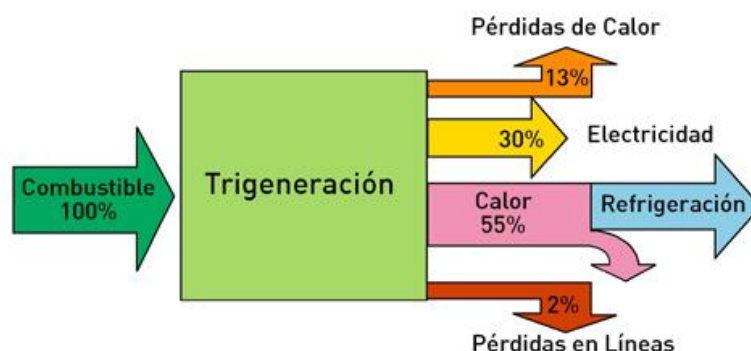 Pérdidas de Calor
13%
30%
Electricidad
Combustible
100%
Trigeneración
Calor
55%
Refrigeración
2%
Pérdidas en Líneas